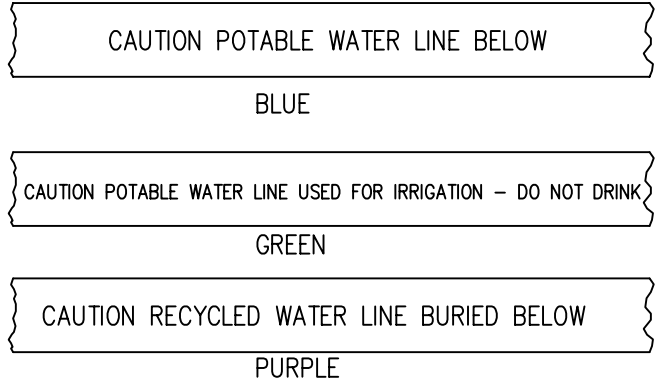 CAUTION POTABLE WATER LINE BELOW
BLUE
CAUTION POTABLE WATER LINE USED FOR IRRIGATION – DO NOT DRINK
GREEN
CAUTION RECYCLED WATER LINE BURIED BELOW
PURPLE